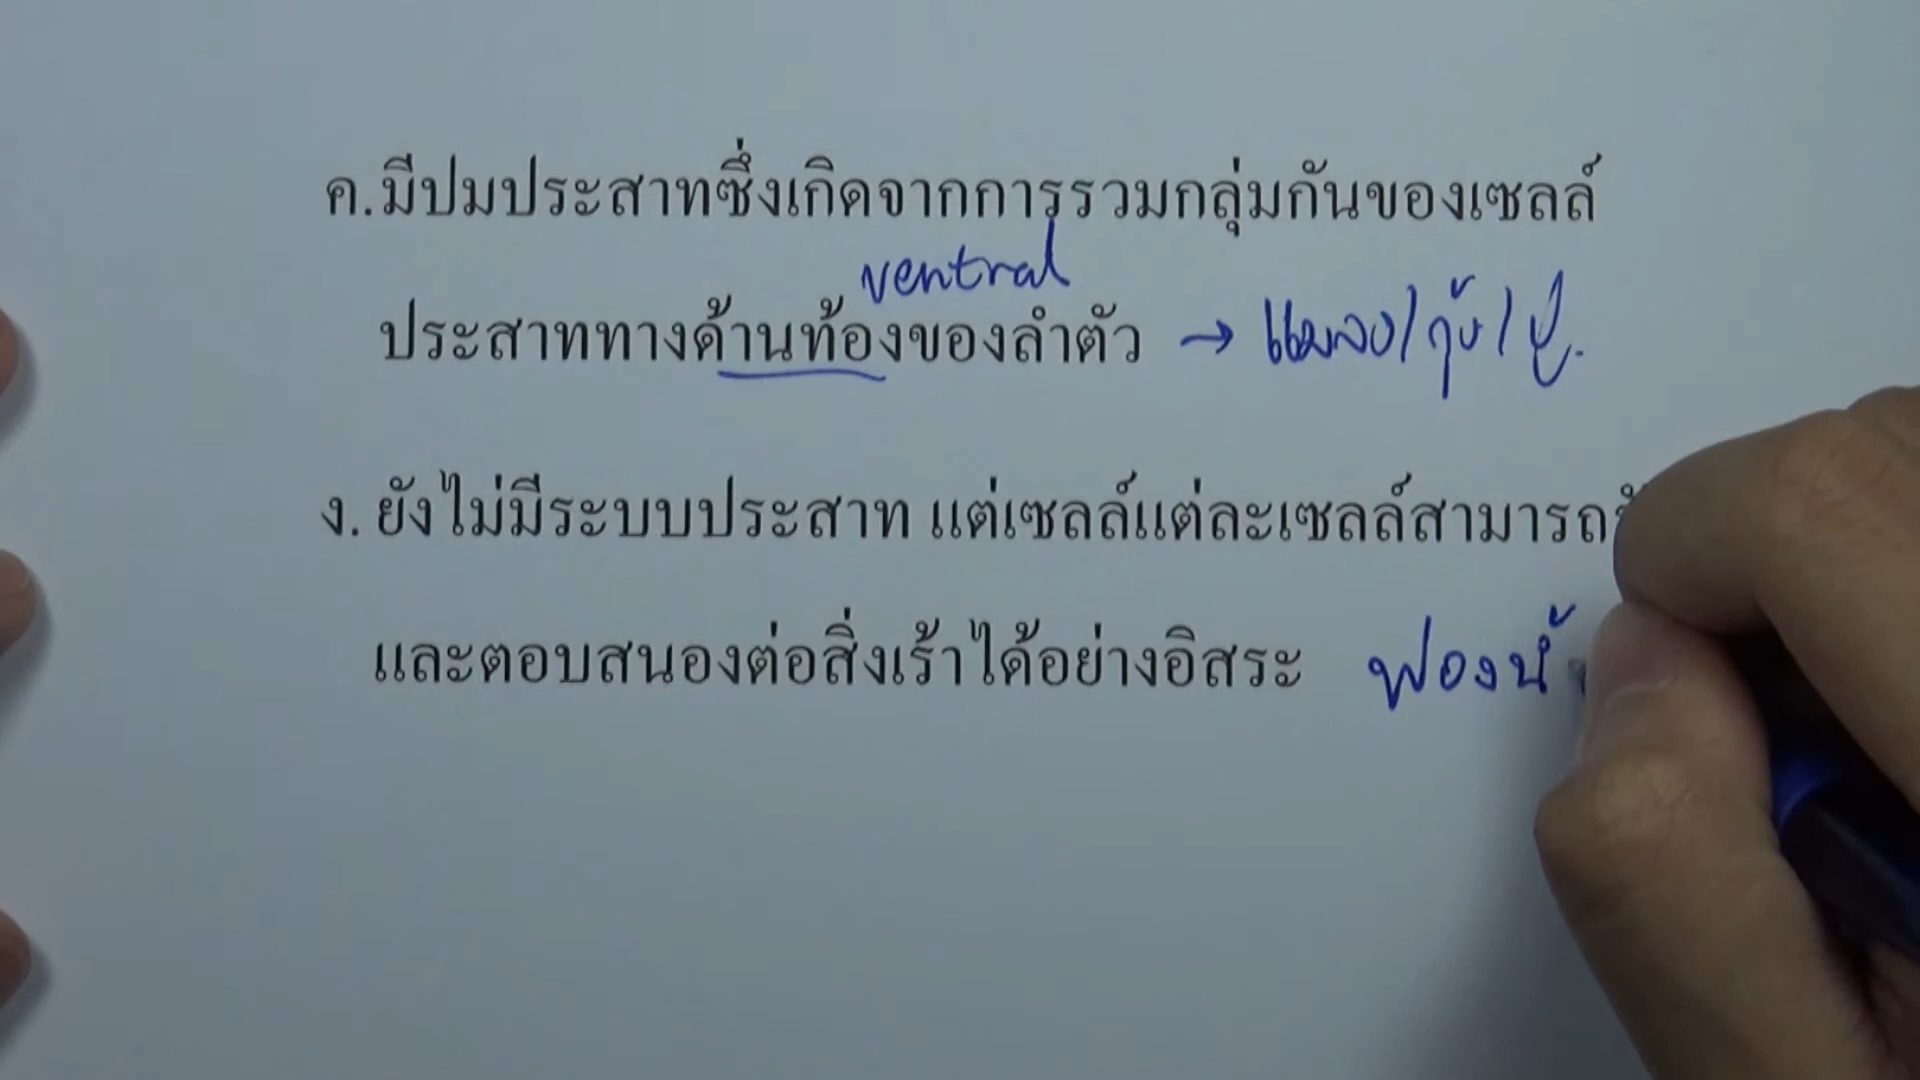 ค.มีปมประสาทซึ่งเกิดจากการรวมกลุ่มกันของเซลล์
ventral
ประสาททางด้านท้องของลำตัว → แมลง/กุ้ง/ปู.
ง. ยังไม่มีระบบประสาท แต่เซลล์แต่ละเซลล์สามารถ
และตอบสนองต่อสิ่งเร้าได้อย่างอิสระ ฟองน้ำ